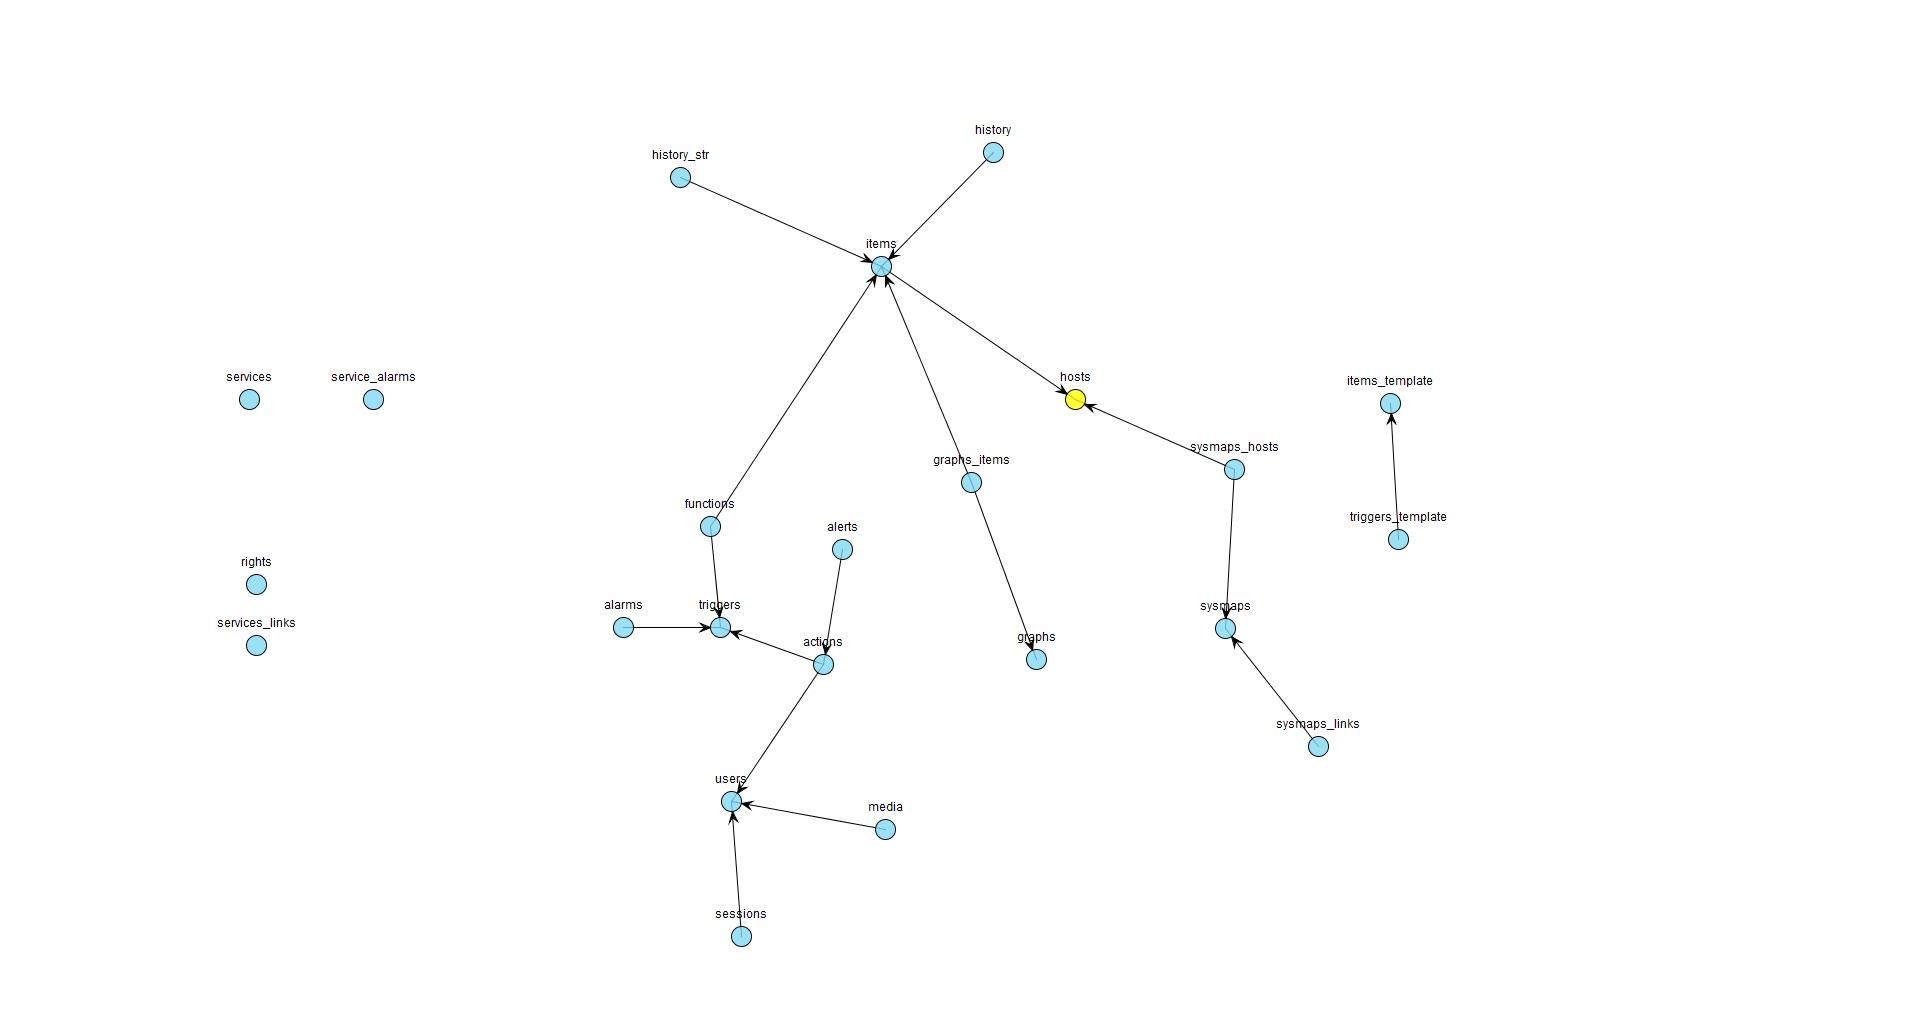 history
history_str
items
services
service_alarms
hosts
items_template
sysmaps_hosts
graphs_items
functions
triggers_template
alerts
rights
alarms
triggers
sysmaps
services_links
graphs
actions
sysmaps_links
users
media
sessions